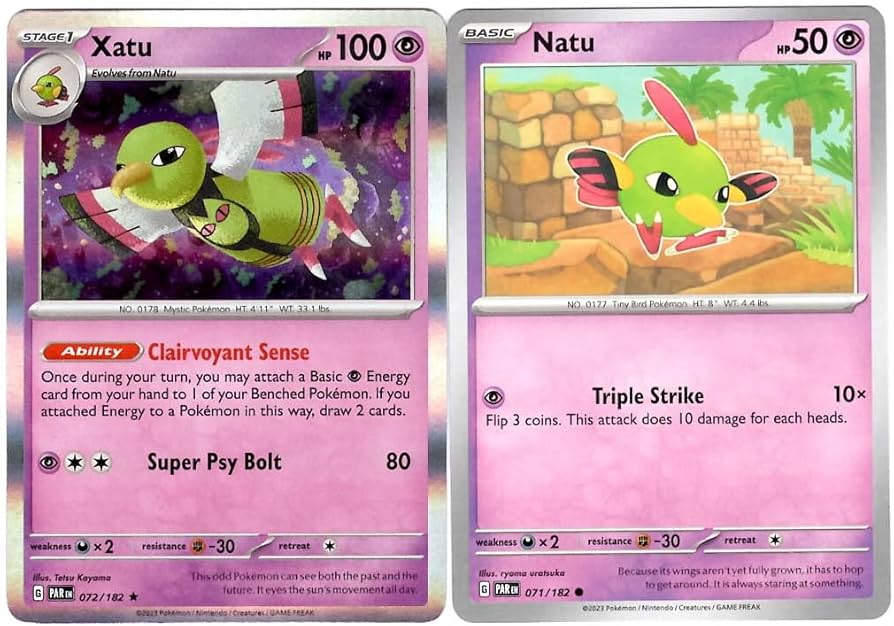 STAGE 1
Xatu
HP 100
Evolves from Natu
NO. 0178 Mystic Pokémon HT: 4'11" WT: 33.1 lbs.
Ability Clairvoyant Sense
Once during your turn, you may attach a Basic Energy
card from your hand to 1 of your Benched Pokémon. If you
attached Energy to a Pokémon in this way, draw 2 cards.
Super Psy Bolt 80
weakness ×2 resistance -30 retreat
Illus. Tetsu Kayama
This odd Pokémon can see both the past and the
future. It eyes the sun's movement all day.
G PAR EN 072/182 ★
©2023 Pokémon / Nintendo / Creatures / GAME FREAK
BASIC
Natu
HP 50
NO. 0177 Tiny Bird Pokémon HT: 8" WT: 4.4 lbs.
Triple Strike 10×
Flip 3 coins. This attack does 10 damage for each heads.
weakness ×2 resistance -30 retreat
Illus. ryoma uratsuka
Because its wings aren't yet fully grown, it has to hop
to get around. It is always staring at something.
G PAR EN 071/182 ●
©2023 Pokémon / Nintendo / Creatures / GAME FREAK